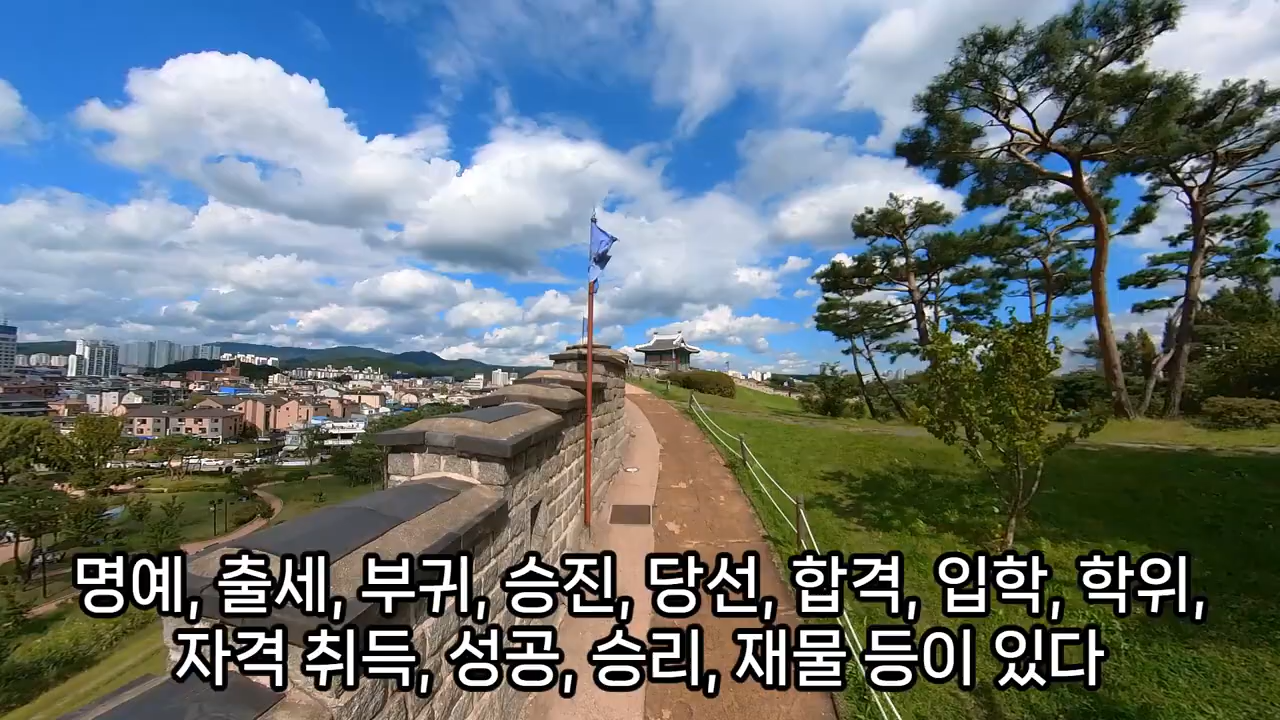 명예, 출세, 부귀, 승진, 당선, 합격, 입학, 학위,
자격 취득, 성공, 승리, 재물 등이 있다